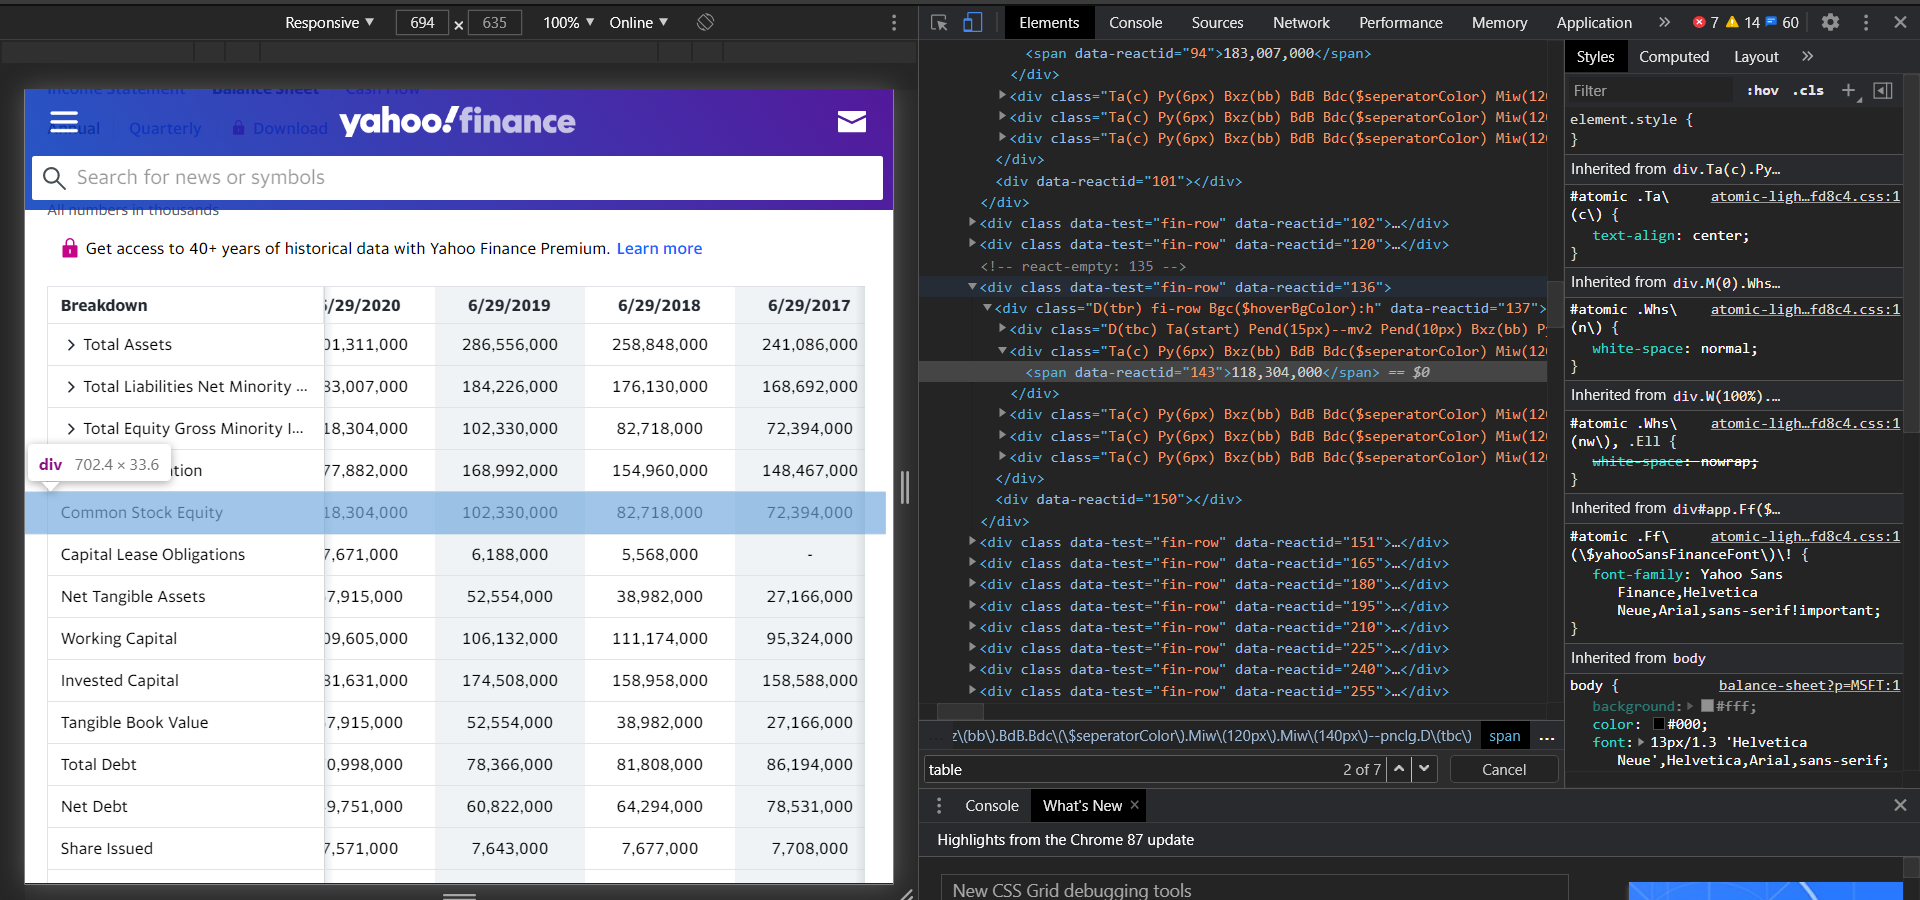 Responsive ▼ 694 × 635 100% ▼ Online ▼
Income Statement Balance Sheet Cash Flow
Annual Quarterly Download
yahoo!finance
Search for news or symbols
All numbers in thousands
Get access to 40+ years of historical data with Yahoo Finance Premium. Learn more
Breakdown 6/29/2020 6/29/2019 6/29/2018 6/29/2017
Total Assets 01,311,000 286,556,000 258,848,000 241,086,000
Total Liabilities Net Minority ... 83,007,000 184,226,000 176,130,000 168,692,000
Total Equity Gross Minority I... 18,304,000 102,330,000 82,718,000 72,394,000
div 702.4 × 33.6
ation 77,882,000 168,992,000 154,960,000 148,467,000
Common Stock Equity 18,304,000 102,330,000 82,718,000 72,394,000
Capital Lease Obligations 7,671,000 6,188,000 5,568,000 -
Net Tangible Assets 7,915,000 52,554,000 38,982,000 27,166,000
Working Capital 09,605,000 106,132,000 111,174,000 95,324,000
Invested Capital 81,631,000 174,508,000 158,958,000 158,588,000
Tangible Book Value 7,915,000 52,554,000 38,982,000 27,166,000
Total Debt 0,998,000 78,366,000 81,808,000 86,194,000
Net Debt 9,751,000 60,822,000 64,294,000 78,531,000
Share Issued 7,571,000 7,643,000 7,677,000 7,708,000
Elements Console Sources Network Performance Memory Application » 7 14 60
<span data-reactid="94">183,007,000</span>
</div>
<div class="Ta(c) Py(6px) Bxz(bb) BdB Bdc($seperatorColor) Miw(120
<div class="Ta(c) Py(6px) Bxz(bb) BdB Bdc($seperatorColor) Miw(120
<div class="Ta(c) Py(6px) Bxz(bb) BdB Bdc($seperatorColor) Miw(120
</div>
<div data-reactid="101"></div>
</div>
<div class data-test="fin-row" data-reactid="102">…</div>
<div class data-test="fin-row" data-reactid="120">…</div>
<!-- react-empty: 135 -->
<div class data-test="fin-row" data-reactid="136">
<div class="D(tbr) fi-row Bgc($hoverBgColor):h" data-reactid="137">
<div class="D(tbc) Ta(start) Pend(15px)--mv2 Pend(10px) Bxz(bb) P
<div class="Ta(c) Py(6px) Bxz(bb) BdB Bdc($seperatorColor) Miw(120
<span data-reactid="143">118,304,000</span> == $0
</div>
<div class="Ta(c) Py(6px) Bxz(bb) BdB Bdc($seperatorColor) Miw(120
<div class="Ta(c) Py(6px) Bxz(bb) BdB Bdc($seperatorColor) Miw(120
<div class="Ta(c) Py(6px) Bxz(bb) BdB Bdc($seperatorColor) Miw(120
</div>
<div data-reactid="150"></div>
</div>
<div class data-test="fin-row" data-reactid="151">…</div>
<div class data-test="fin-row" data-reactid="165">…</div>
<div class data-test="fin-row" data-reactid="180">…</div>
<div class data-test="fin-row" data-reactid="195">…</div>
<div class data-test="fin-row" data-reactid="210">…</div>
<div class data-test="fin-row" data-reactid="225">…</div>
<div class data-test="fin-row" data-reactid="240">…</div>
<div class data-test="fin-row" data-reactid="255">…</div>
z\(bb\).BdB.Bdc\(\$seperatorColor\).Miw\(120px\).Miw\(140px\)--pnclg.D\(tbc\) span ...
table 2 of 7 Cancel
Console What's New ×
Highlights from the Chrome 87 update
New CSS Grid debugging tools
Styles Computed Layout »
Filter :hov .cls +
element.style {
}
Inherited from div.Ta(c).Py…
#atomic .Ta\ atomic-ligh…fd8c4.css:1
(c\) {
text-align: center;
}
Inherited from div.M(0).Whs…
#atomic .Whs\ atomic-ligh…fd8c4.css:1
(n\) {
white-space: normal;
}
Inherited from div.W(100%).…
#atomic .Whs\ atomic-ligh…fd8c4.css:1
(nw\), .Ell {
white-space: nowrap;
}
Inherited from div#app.Ff($…
#atomic .Ff\ atomic-ligh…fd8c4.css:1
(\$yahooSansFinanceFont\)\! {
font-family: Yahoo Sans
Finance,Helvetica
Neue,Arial,sans-serif!important;
}
Inherited from body
body { balance-sheet?p=MSFT:1
background: #fff;
color: #000;
font: 13px/1.3 'Helvetica
Neue',Helvetica,Arial,sans-serif;